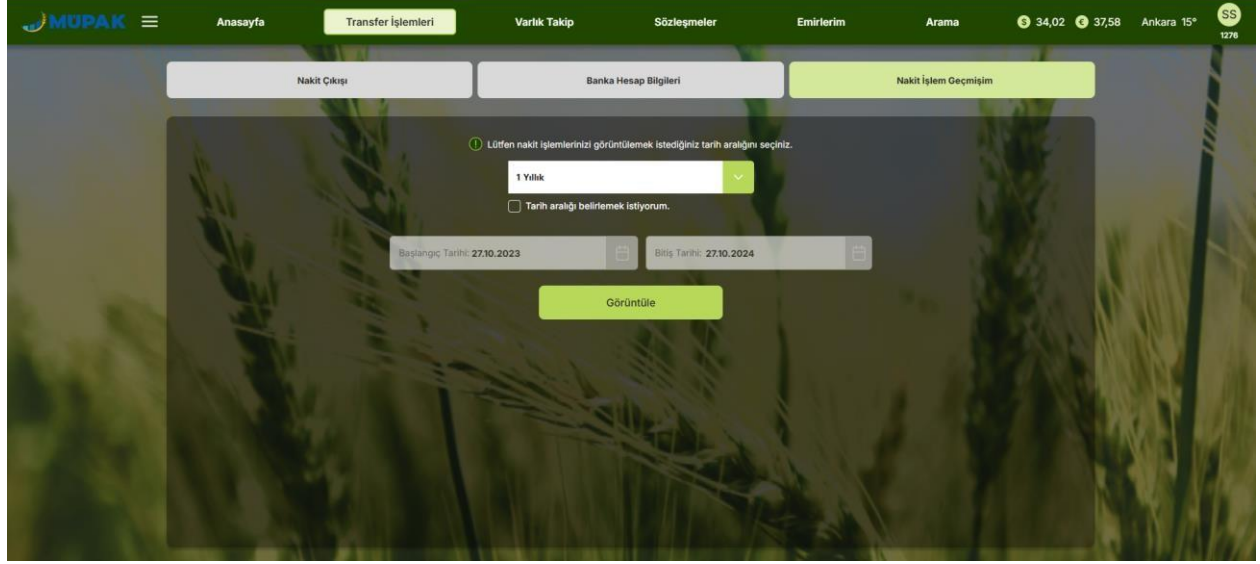 MÜPAK Anasayfa Transfer İşlemleri Varlık Takip Sözleşmeler Emirlerim Arama $ 34,02 € 37,58 Ankara 15° SS
1276
Nakit Çıkışı Banka Hesap Bilgileri Nakit İşlem Geçmişim
Lütfen nakit işlemlerinizi görüntülemek istediğiniz tarih aralığını seçiniz.
1 Yıllık
Tarih aralığı belirlemek istiyorum.
Başlangıç Tarihi: 27.10.2023 Bitiş Tarihi: 27.10.2024
Görüntüle